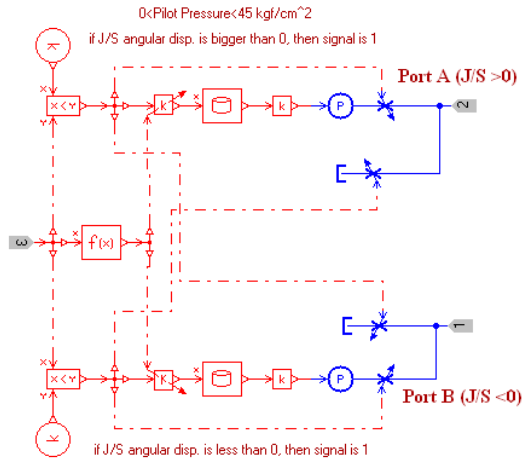 0<Pilot Pressure<45 kgf/cm^2
if J/S angular disp. is bigger than 0, then signal is 1
K
X
x<Y
Y
x
k
k
P
Port A (J/S >0)
2
3
x
f(x)
1
X
x<Y
Y
K
x
k
P
Port B (J/S <0)
K
if J/S angular disp. is less than 0, then signal is 1